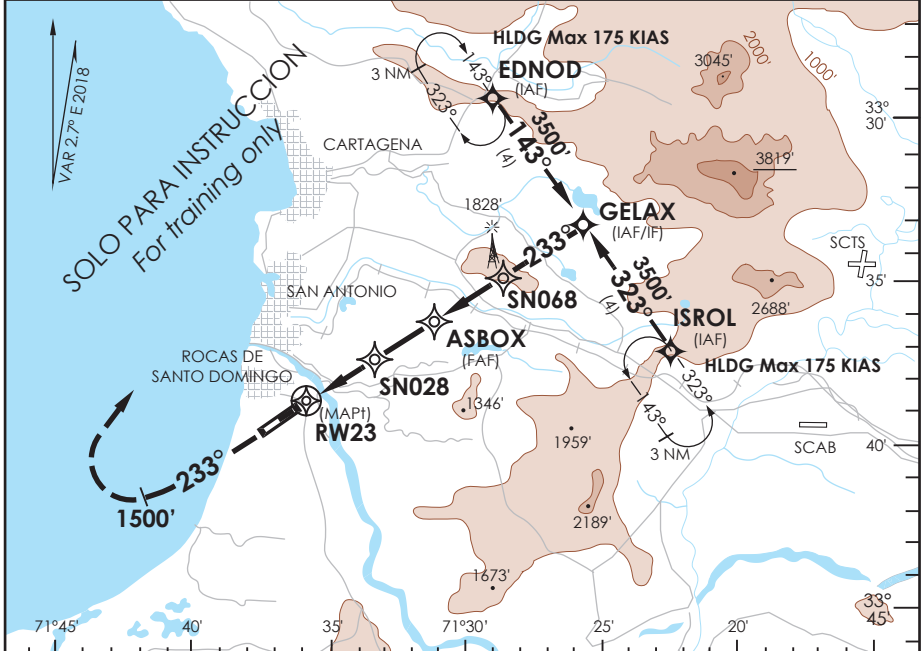 HLDG Max 175 KIAS
EDNOD
(IAF)
3 NM
143°
323°
3045'
2000'
1000'
VAR 2,7° E 2018
SOLO PARA INSTRUCCION
For training only
CARTAGENA
3500'
143°
(4)
33°
30'
3819'
1828'
GELAX
(IAF/IF)
233°
SCTS
35'
SAN ANTONIO
SN068
3500'
323°
(4)
2688'
ASBOX
(FAF)
ISROL
(IAF)
HLDG Max 175 KIAS
ROCAS DE
SANTO DOMINGO
SN028
323°
143°
3 NM
(MAPt)
RW23
1346'
1959'
40'
SCAB
233°
1500'
2189'
1673'
33°
45'
71°45'
40'
35'
71°30'
25'
20'